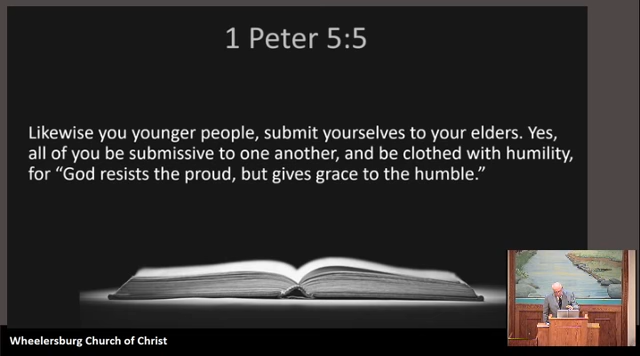 1 Peter 5:5
Likewise you younger people, submit yourselves to your elders. Yes,
all of you be submissive to one another, and be clothed with humility,
for “God resists the proud, but gives grace to the humble.”
Wheelersburg Church of Christ